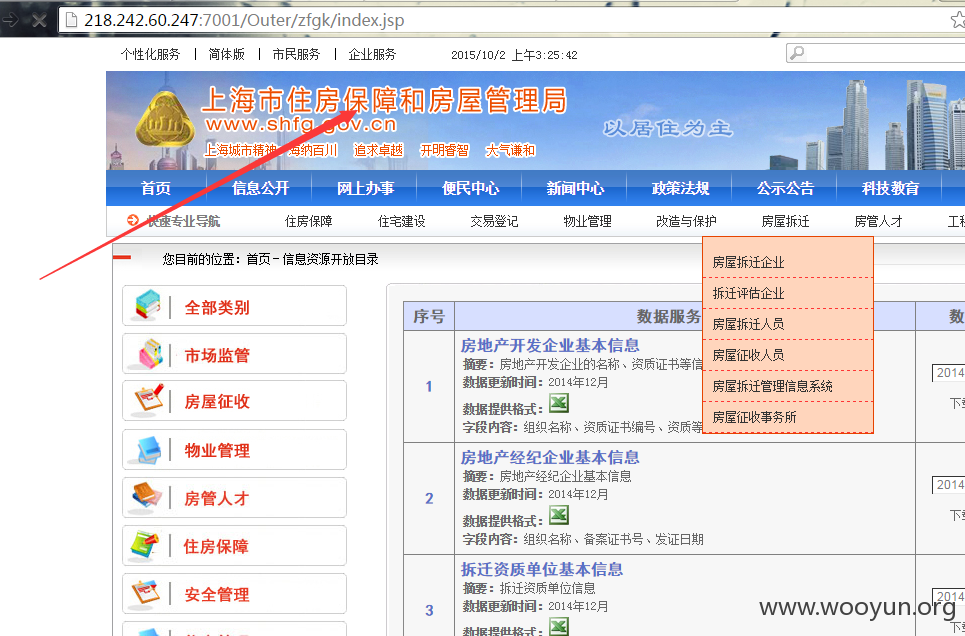 218.242.60.247:7001/Outer/zfgk/index.jsp
个性化服务 | 简体版 | 市民服务 | 企业服务 2015/10/2 上午3:25:42
上海市住房保障和房屋管理局
www.shfg.gov.cn
以居住为主
上海城市精神 海纳百川 追求卓越 开明睿智 大气谦和
首页 信息公开 网上办事 便民中心 新闻中心 政策法规 公示公告 科技教育
快速专业导航 住房保障 住宅建设 交易登记 物业管理 改造与保护 房屋拆迁 房管人才
您目前的位置：首页－信息资源开放目录
房屋拆迁企业
拆迁评估企业
房屋拆迁人员
房屋征收人员
房屋拆迁管理信息系统
房屋征收事务所
全部类别
市场监管
房屋征收
物业管理
房管人才
住房保障
安全管理
序号 数据服务
1
房地产开发企业基本信息
摘要：房地产开发企业的名称、资质证书等信
数据更新时间：2014年12月
数据提供格式：
字段内容：组织名称、资质证书编号、资质等
2014
2
房地产经纪企业基本信息
摘要：房地产经纪企业基本信息
数据更新时间：2014年12月
数据提供格式：
字段内容：组织名称、备案证书号、发证日期
2014
3
拆迁资质单位基本信息
摘要：拆迁资质单位信息
数据更新时间：2014年12月
数据提供格式：
2014
www.wooyun.org